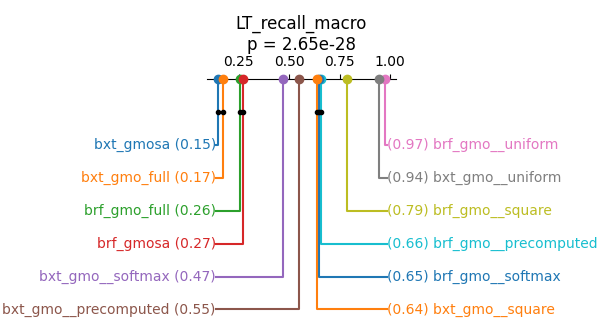 LT_recall_macro
p = 2.65e-28
0.25 0.50 0.75 1.00
bxt_gmosa (0.15) (0.97) brf_gmo__uniform
bxt_gmo_full (0.17) (0.94) bxt_gmo__uniform
brf_gmo_full (0.26) (0.79) brf_gmo__square
brf_gmosa (0.27) (0.66) brf_gmo__precomputed
bxt_gmo__softmax (0.47) (0.65) brf_gmo__softmax
bxt_gmo__precomputed (0.55) (0.64) bxt_gmo__square